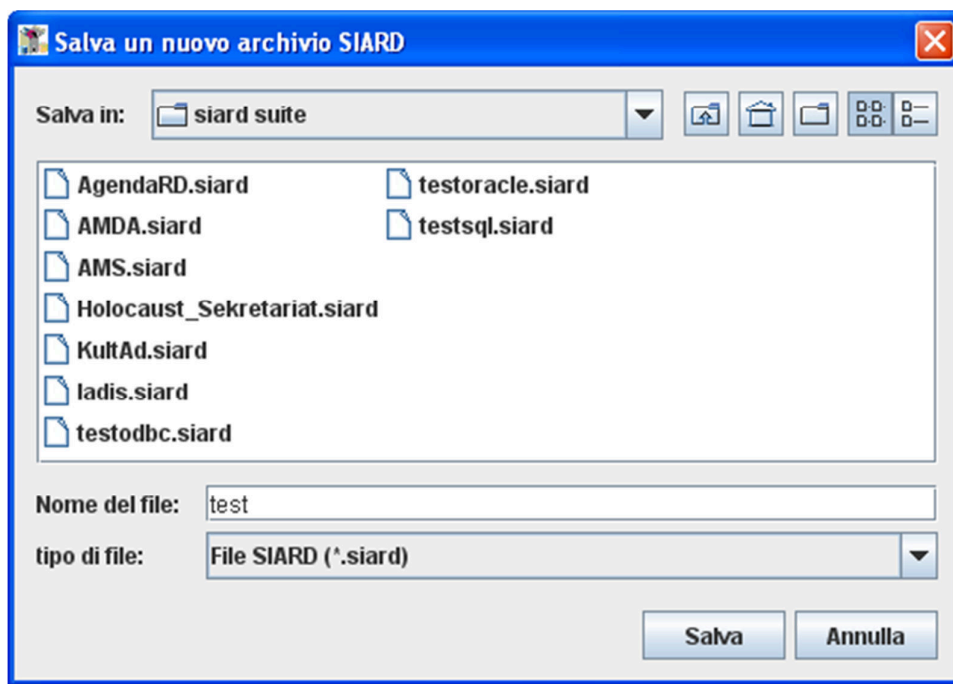 Salva un nuovo archivio SIARD
Salva in: siard suite
AgendaRD.siard
AMDA.siard
AMS.siard
Holocaust_Sekretariat.siard
KultAd.siard
ladis.siard
testodbc.siard
testoracle.siard
testsql.siard
Nome del file: test
tipo di file: File SIARD (*.siard)
Salva Annulla